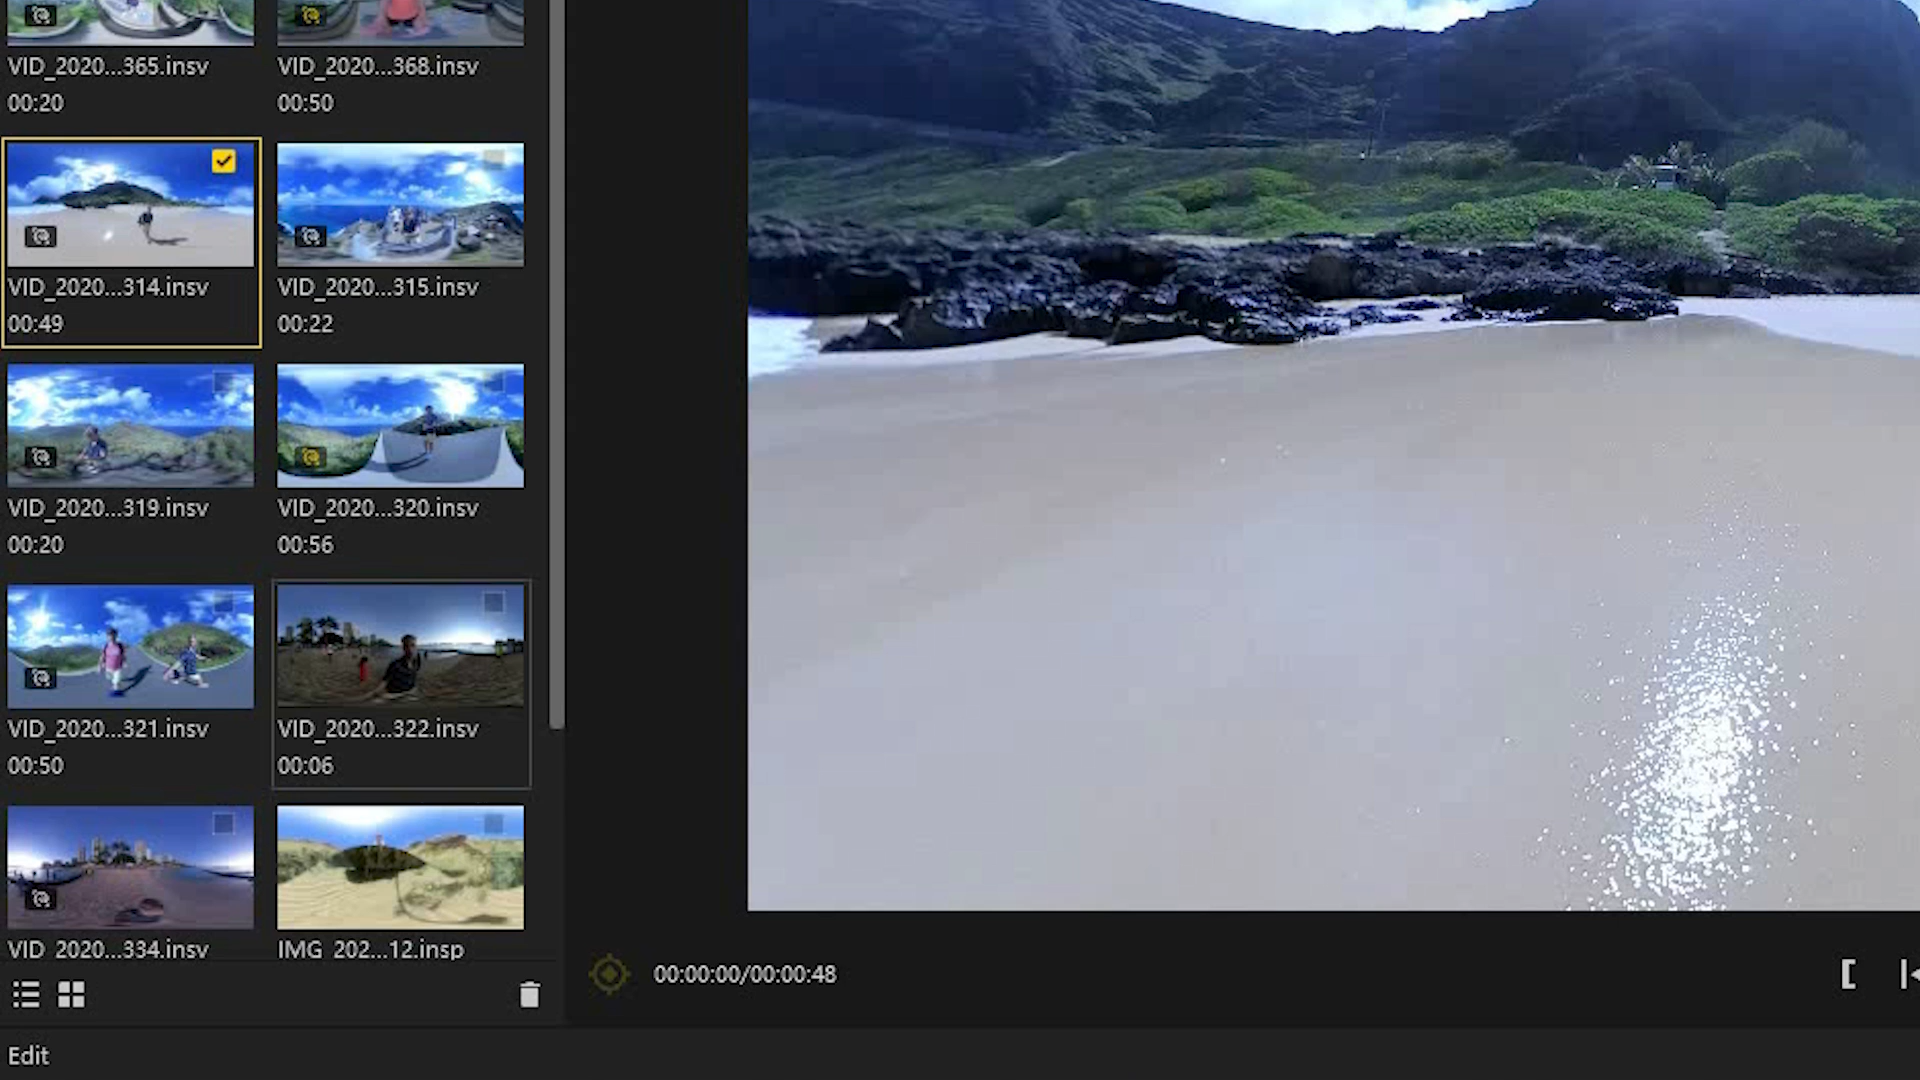 VID_2020...365.insv
VID_2020...368.insv
00:20
00:50
VID_2020...314.insv
VID_2020...315.insv
00:49
00:22
VID_2020...319.insv
VID_2020...320.insv
00:20
00:56
VID_2020...321.insv
VID_2020...322.insv
00:50
00:06
VID_2020...334.insv
IMG_202...12.insp
00:00:00/00:00:48
Edit